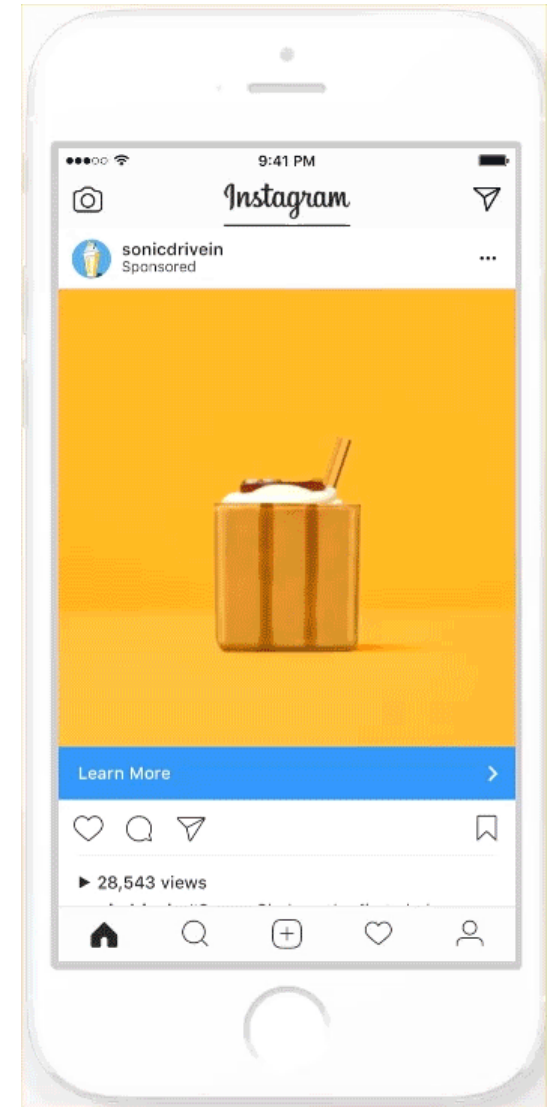 9:41 PM
Instagram
sonicdrivein
Sponsored
Learn More
28,543 views